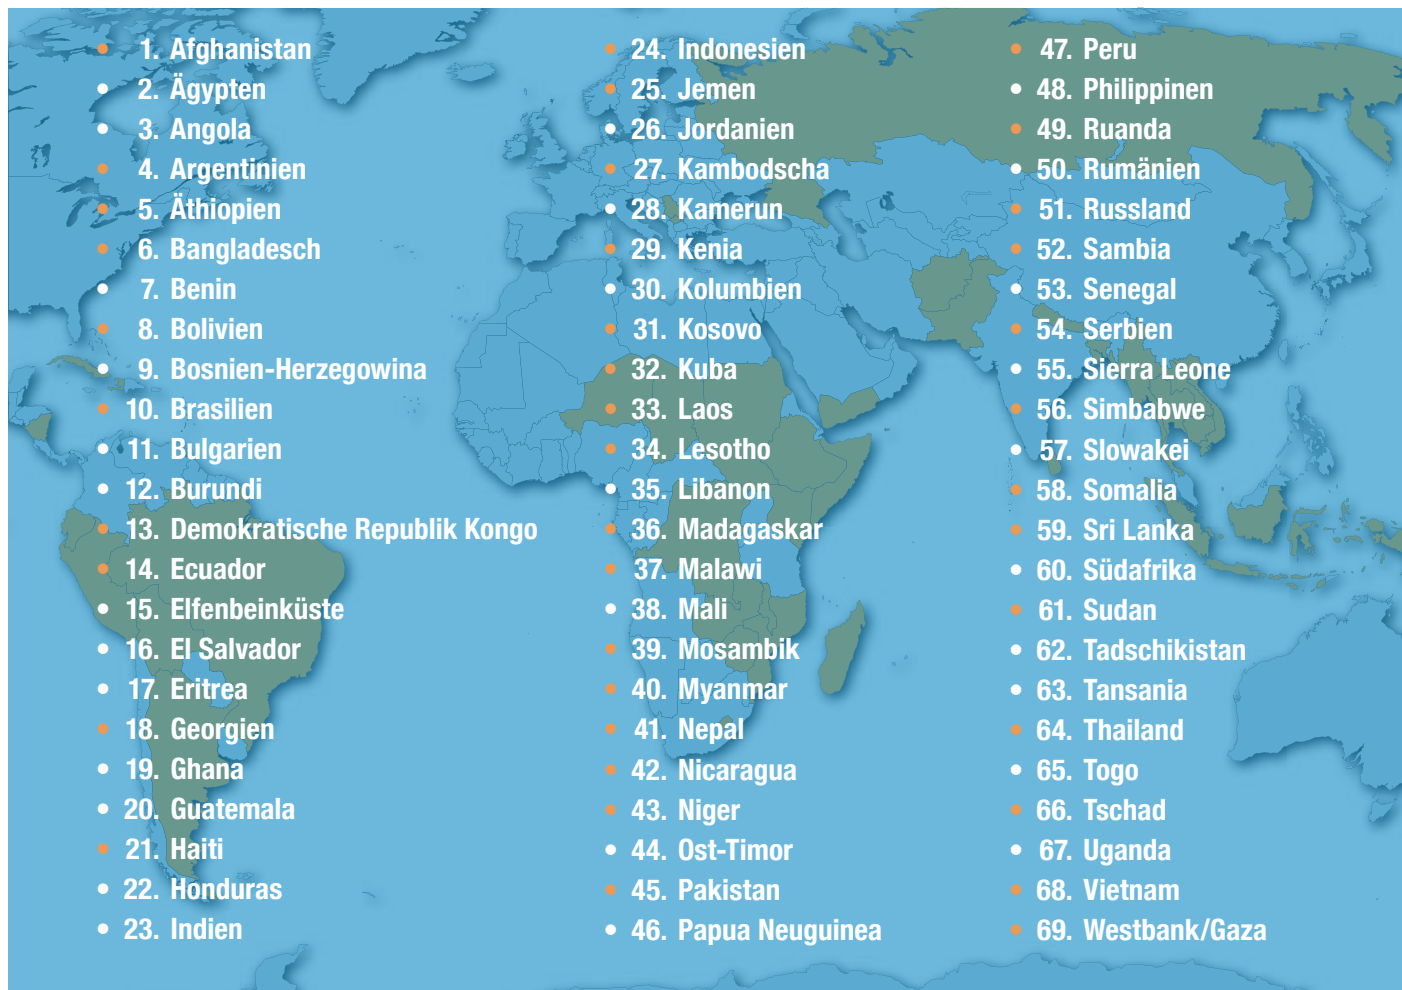 • 1. Afghanistan
• 2. Ägypten
• 3. Angola
• 4. Argentinien
• 5. Äthiopien
• 6. Bangladesch
• 7. Benin
• 8. Bolivien
• 9. Bosnien-Herzegowina
• 10. Brasilien
• 11. Bulgarien
• 12. Burundi
• 13. Demokratische Republik Kongo
• 14. Ecuador
• 15. Elfenbeinküste
• 16. El Salvador
• 17. Eritrea
• 18. Georgien
• 19. Ghana
• 20. Guatemala
• 21. Haiti
• 22. Honduras
• 23. Indien
• 24. Indonesien
• 25. Jemen
• 26. Jordanien
• 27. Kambodscha
• 28. Kamerun
• 29. Kenia
• 30. Kolumbien
• 31. Kosovo
• 32. Kuba
• 33. Laos
• 34. Lesotho
• 35. Libanon
• 36. Madagaskar
• 37. Malawi
• 38. Mali
• 39. Mosambik
• 40. Myanmar
• 41. Nepal
• 42. Nicaragua
• 43. Niger
• 44. Ost-Timor
• 45. Pakistan
• 46. Papua Neuguinea
• 47. Peru
• 48. Philippinen
• 49. Ruanda
• 50. Rumänien
• 51. Russland
• 52. Sambia
• 53. Senegal
• 54. Serbien
• 55. Sierra Leone
• 56. Simbabwe
• 57. Slowakei
• 58. Somalia
• 59. Sri Lanka
• 60. Südafrika
• 61. Sudan
• 62. Tadschikistan
• 63. Tansania
• 64. Thailand
• 65. Togo
• 66. Tschad
• 67. Uganda
• 68. Vietnam
• 69. Westbank/Gaza